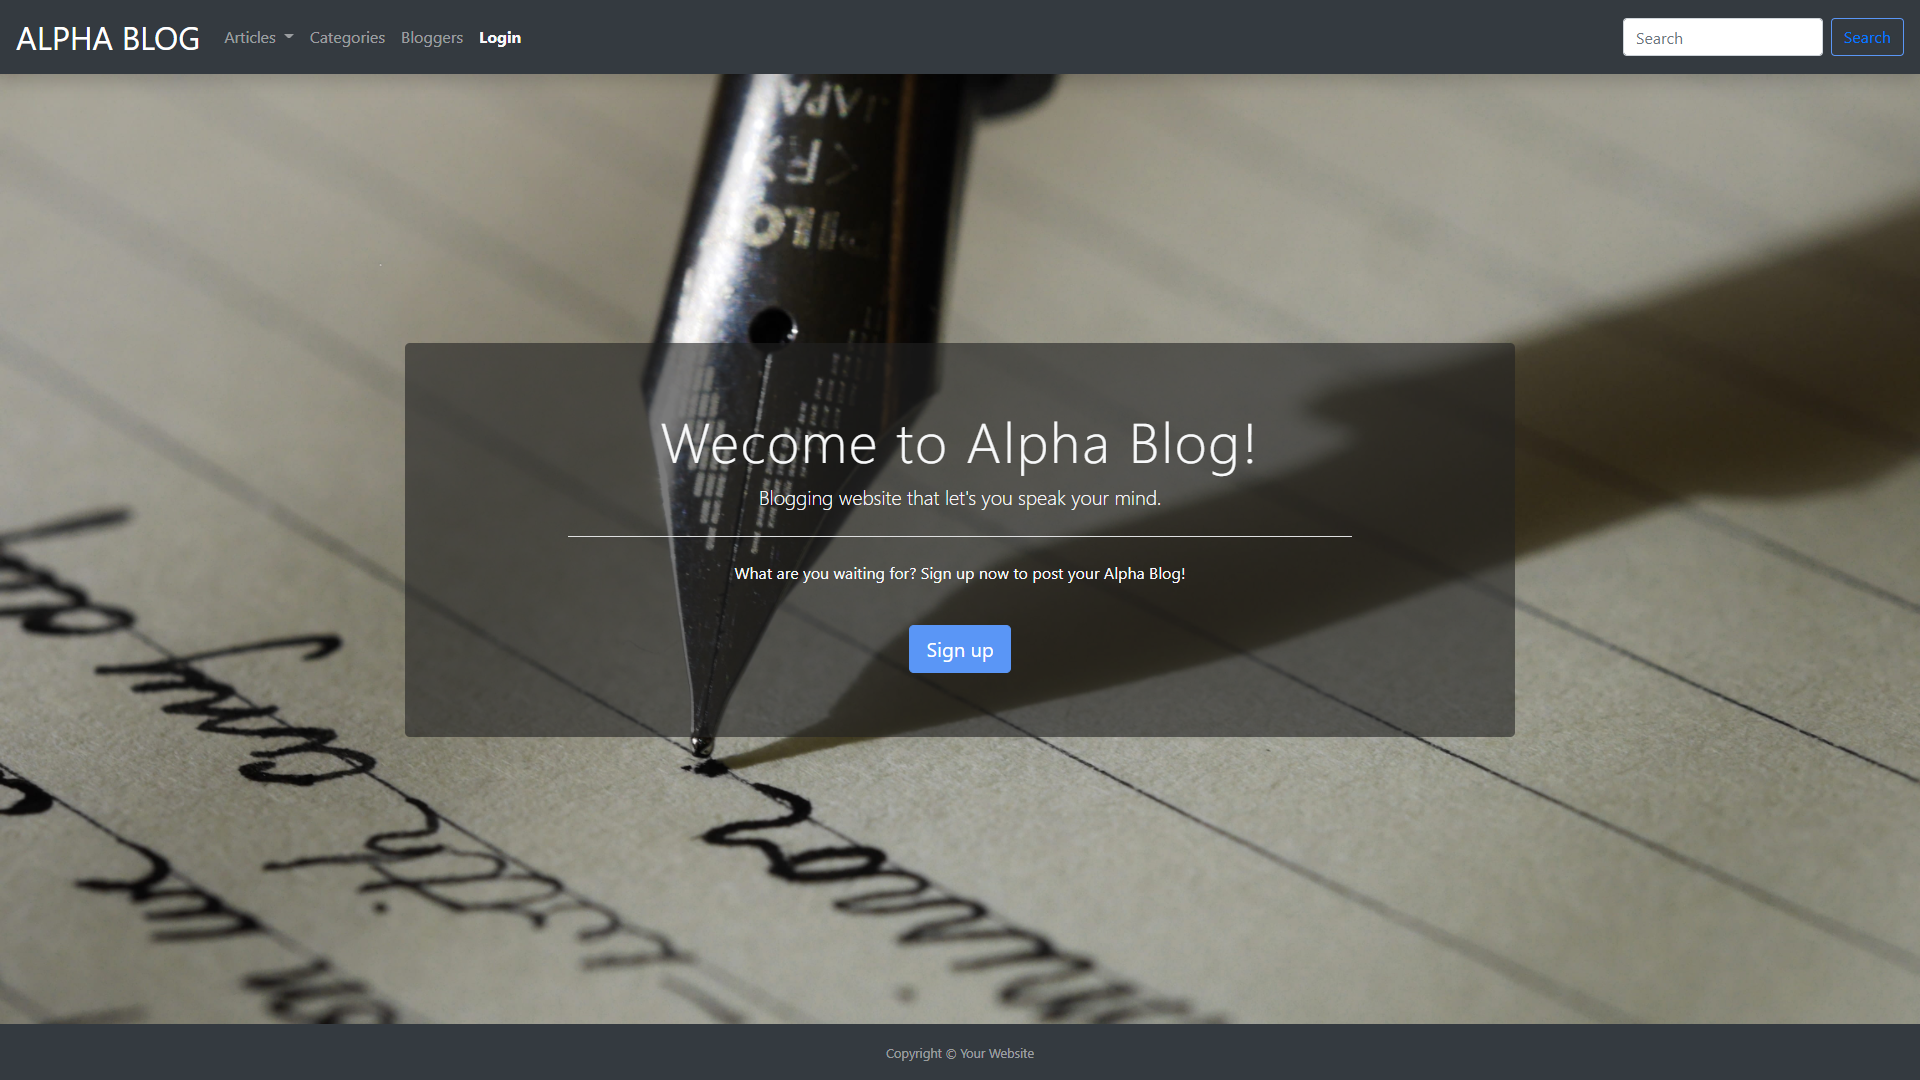 ALPHA BLOG Articles Categories Bloggers Login Search Search
Wecome to Alpha Blog!
Blogging website that let's you speak your mind.
What are you waiting for? Sign up now to post your Alpha Blog!
Sign up
Copyright © Your Website